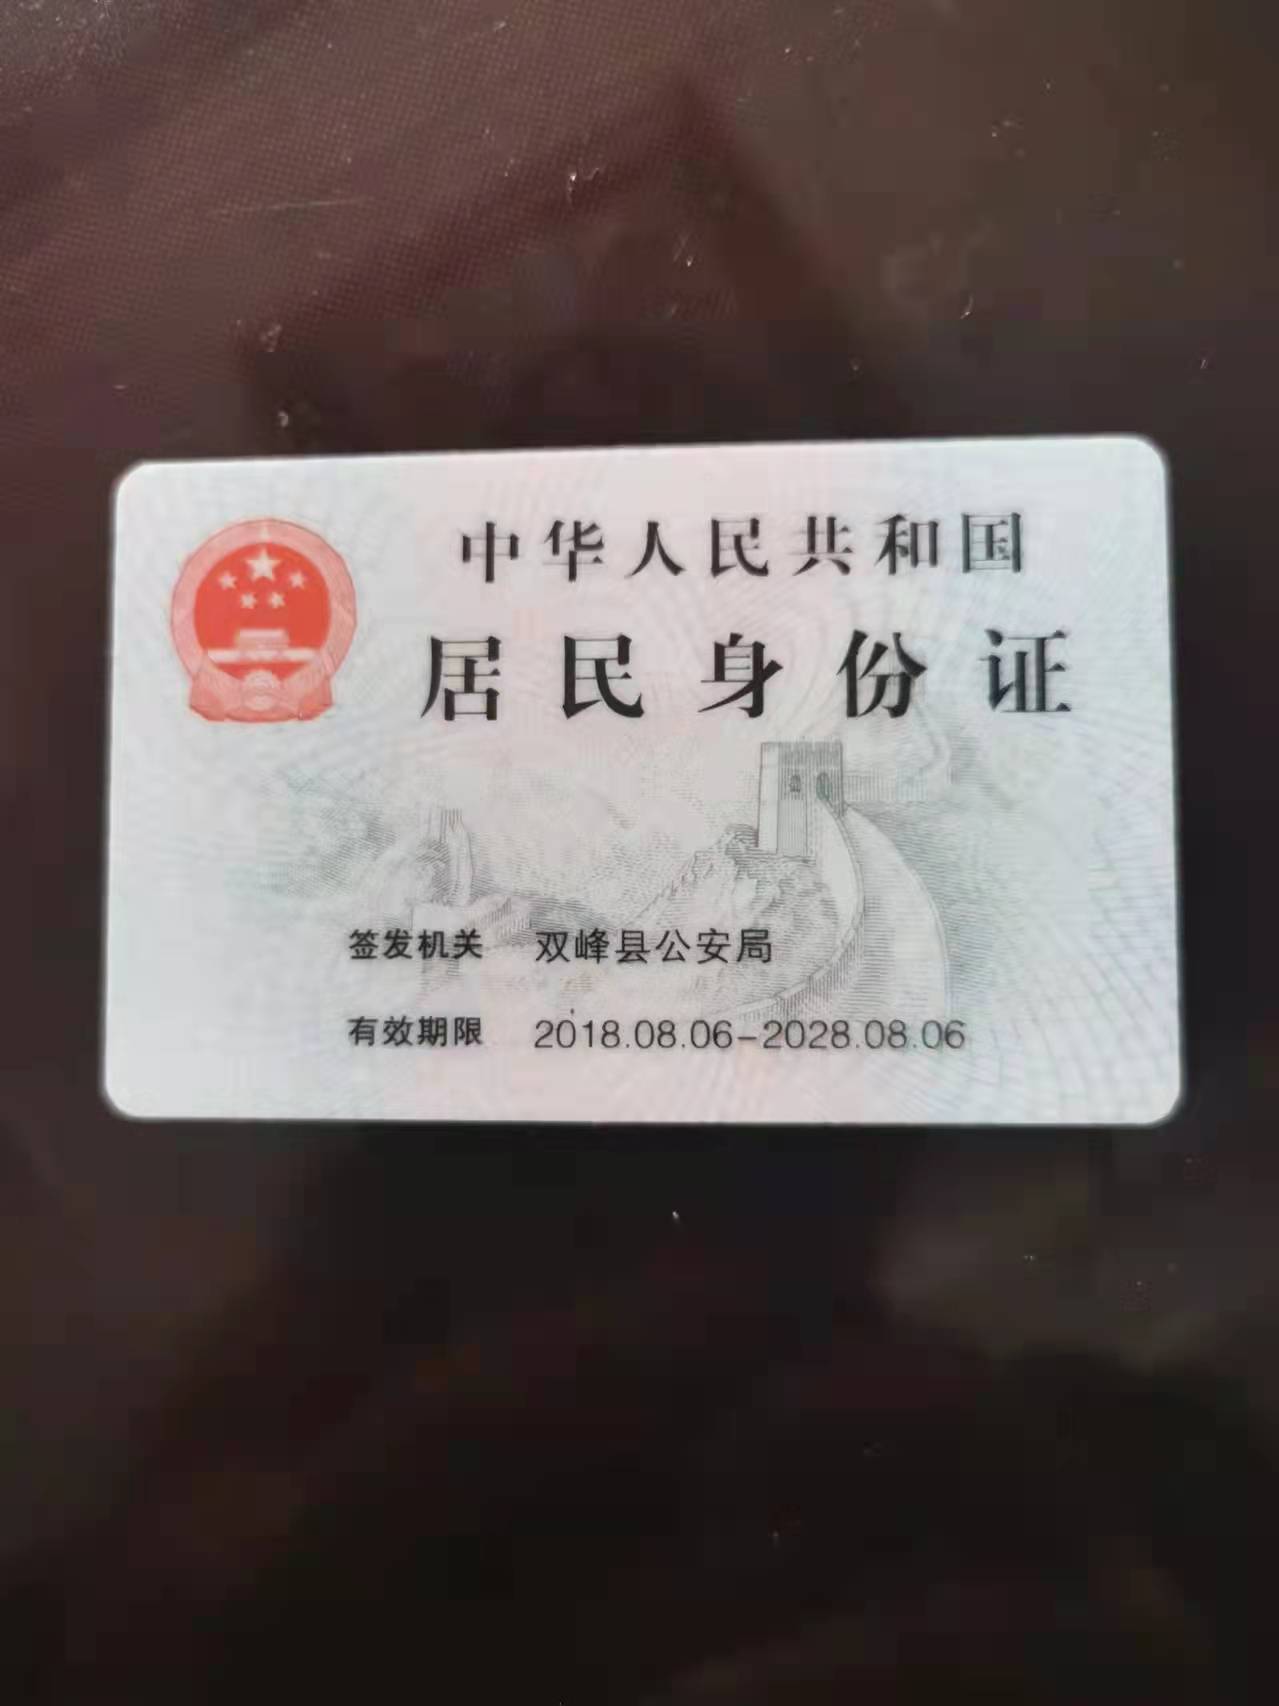 中华人民共和国
居民身份证
签发机关 双峰县公安局
有效期限 2018.08.06-2028.08.06